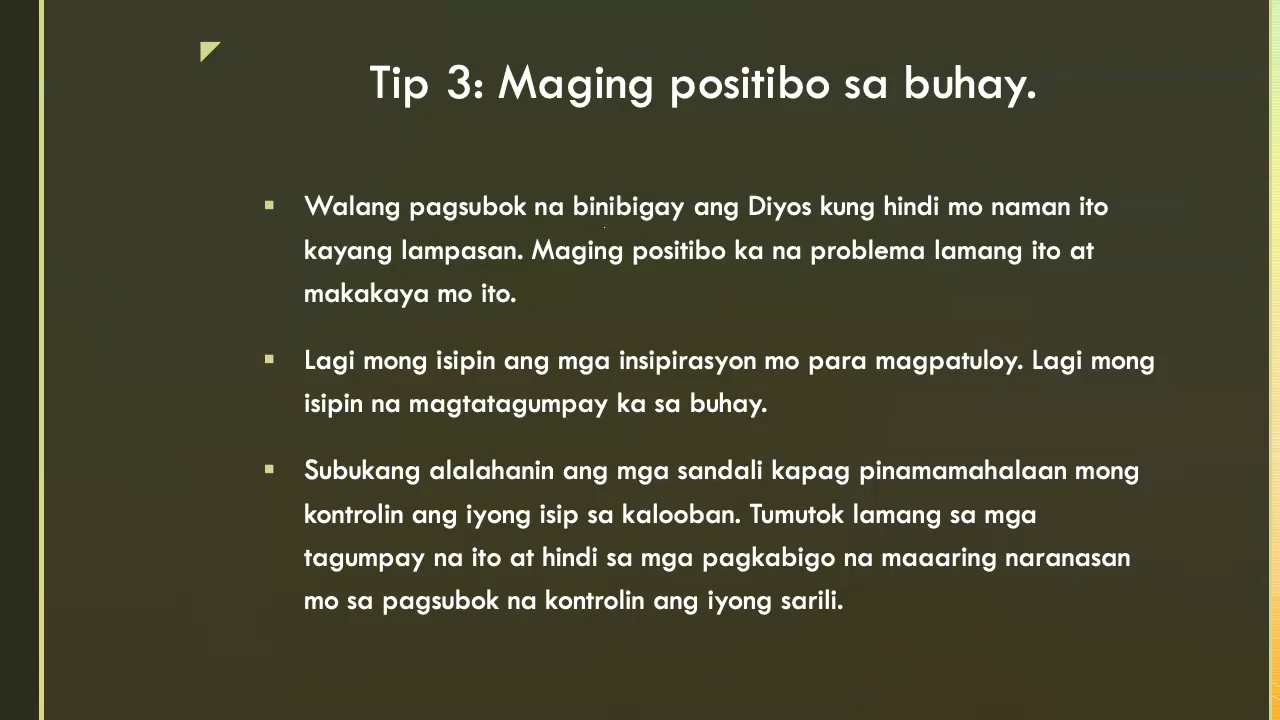 Tip 3: Maging positibo sa buhay.
Walang pagsubok na binibigay ang Diyos kung hindi mo naman ito
kayang lampasan. Maging positibo ka na problema lamang ito at
makakaya mo ito.
Lagi mong isipin ang mga insipirasyon mo para magpatuloy. Lagi mong
isipin na magtatagumpay ka sa buhay.
Subukang alalahanin ang mga sandali kapag pinamamahalaan mong
kontrolin ang iyong isip sa kalooban. Tumutok lamang sa mga
tagumpay na ito at hindi sa mga pagkabigo na maaaring naranasan
mo sa pagsubok na kontrolin ang iyong sarili.